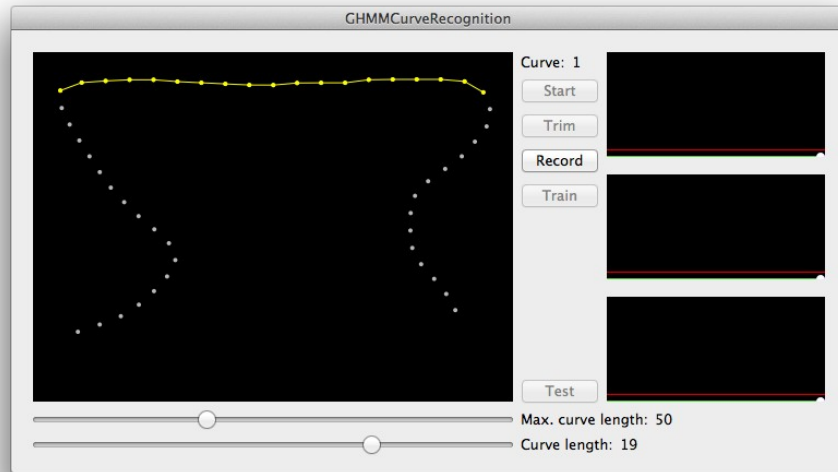 GHMMCurveRecognition
Curve: 1
Start
Trim
Record
Train
Test
Max. curve length: 50
Curve length: 19